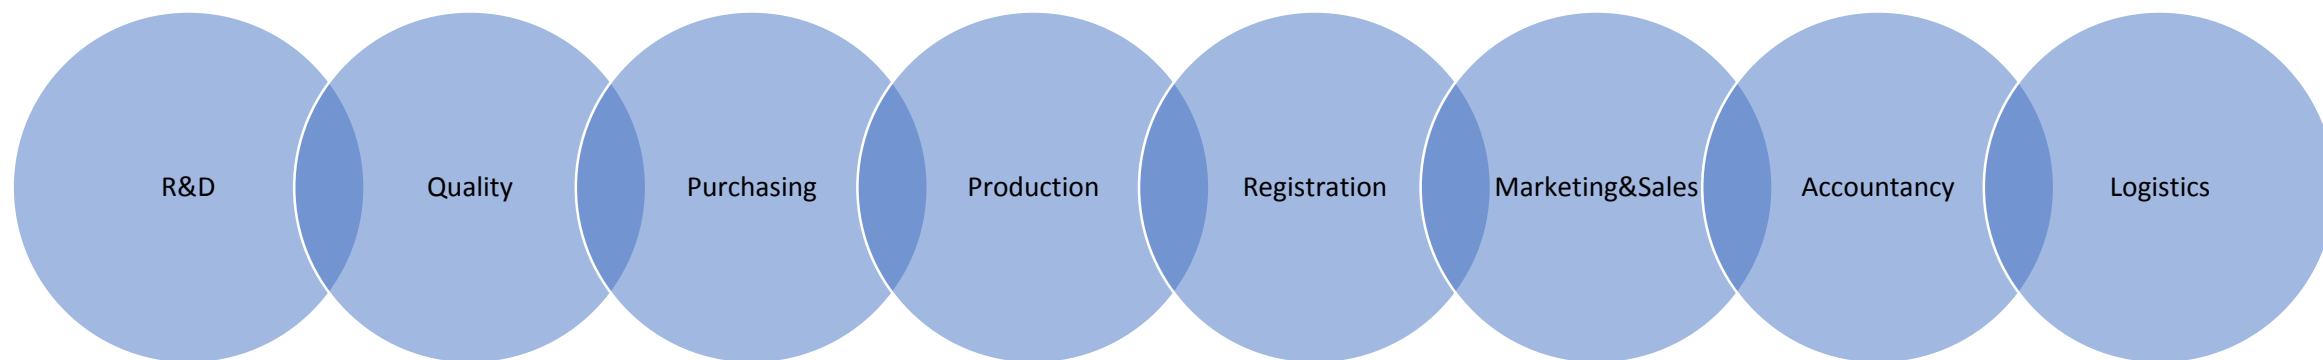 R&D
Quality
Purchasing
Production
Registration
Marketing&Sales
Accountancy
Logistics